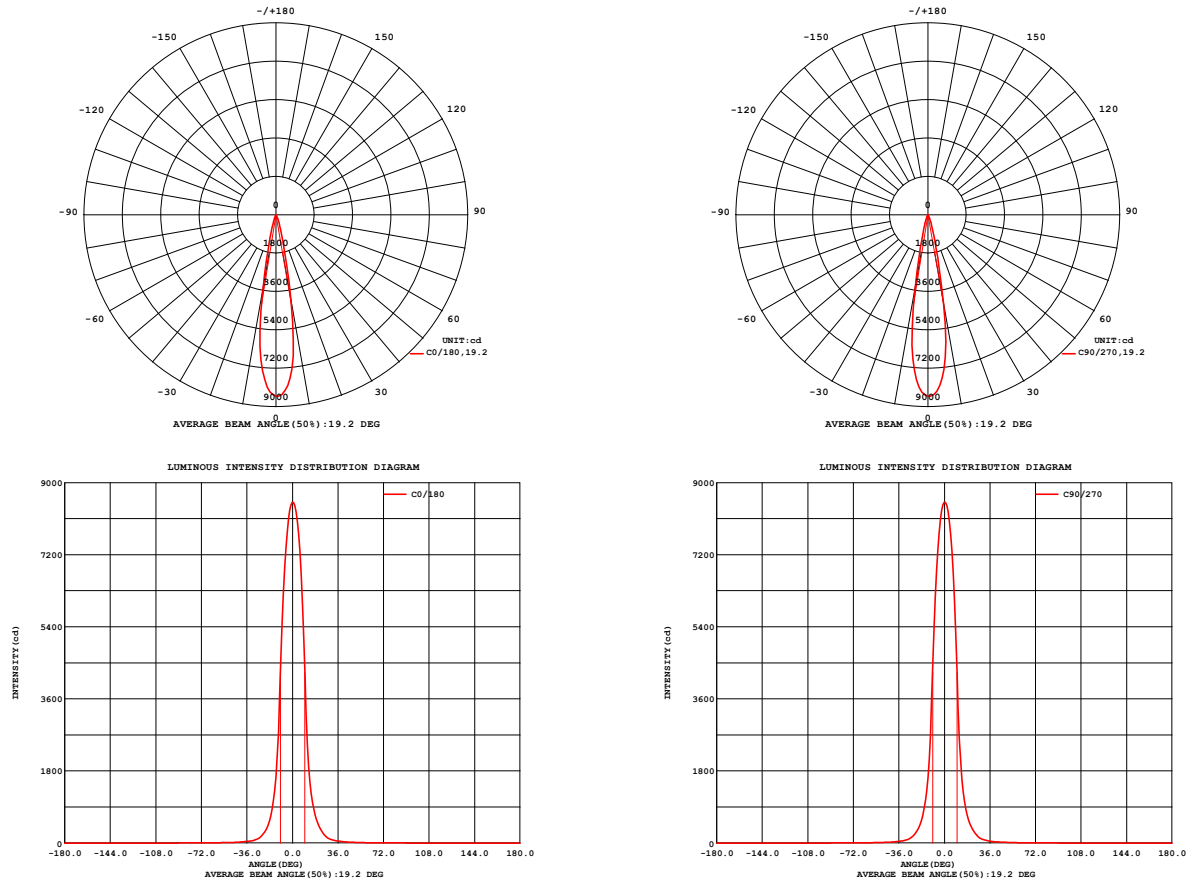 -/+180
-150 150
-120 120
-90 0 90
1800
3600
-60 5400 60
UNIT:cd
7200 C0/180,19.2
-30 30
9000
0
AVERAGE BEAM ANGLE(50%):19.2 DEG
-/+180
-150 150
-120 120
-90 0 90
1800
3600
-60 5400 60
UNIT:cd
7200 C90/270,19.2
-30 30
9000
0
AVERAGE BEAM ANGLE(50%):19.2 DEG
LUMINOUS INTENSITY DISTRIBUTION DIAGRAM
C0/180
9000
7200
5400
3600
1800
0
INTENSITY(cd)
-180.0 -144.0 -108.0 -72.0 -36.0 0.0 36.0 72.0 108.0 144.0 180.0
ANGLE(DEG)
AVERAGE BEAM ANGLE(50%):19.2 DEG
LUMINOUS INTENSITY DISTRIBUTION DIAGRAM
C90/270
9000
7200
5400
3600
1800
0
INTENSITY(cd)
-180.0 -144.0 -108.0 -72.0 -36.0 0.0 36.0 72.0 108.0 144.0 180.0
ANGLE(DEG)
AVERAGE BEAM ANGLE(50%):19.2 DEG